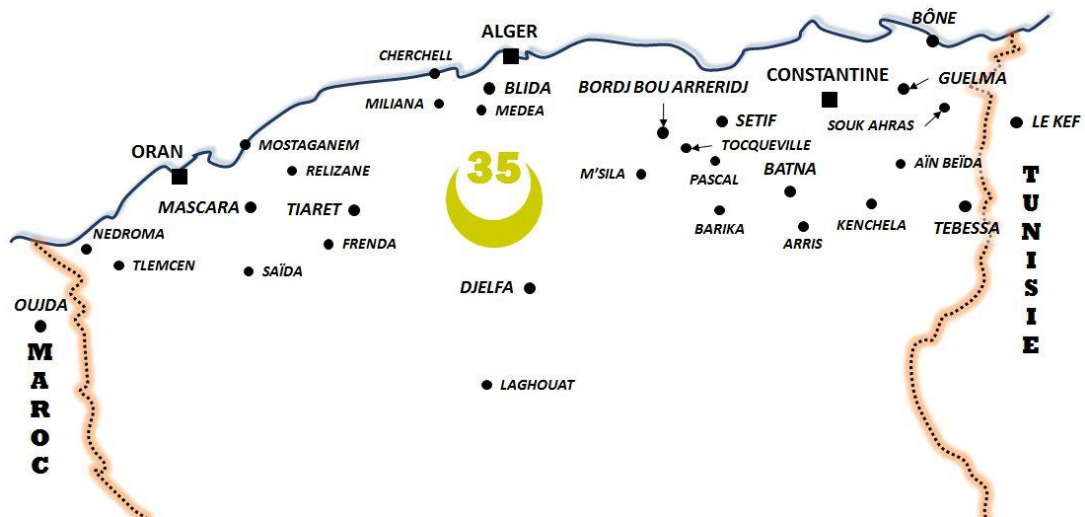 BÔNE
ALGER
CHERCHELL
CONSTANTINE
GUELMA
BLIDA
BORDJ BOU ARRERIDJ
MILIANA
MEDEA
SETIF
SOUK AHRAS
LE KEF
ORAN
MOSTAGANEM
TOCQUEVILLE
RELIZANE
35
M'SILA
PASCAL
BATNA
AÏN BEÏDA
MASCARA
TIARET
BARIKA
ARRIS
KENCHELA
TEBESSA
NEDROMA
FRENDA
TLEMCEN
SAÏDA
DJELFA
OUJDA
LAGHOUAT
MAROC
TUNISIE